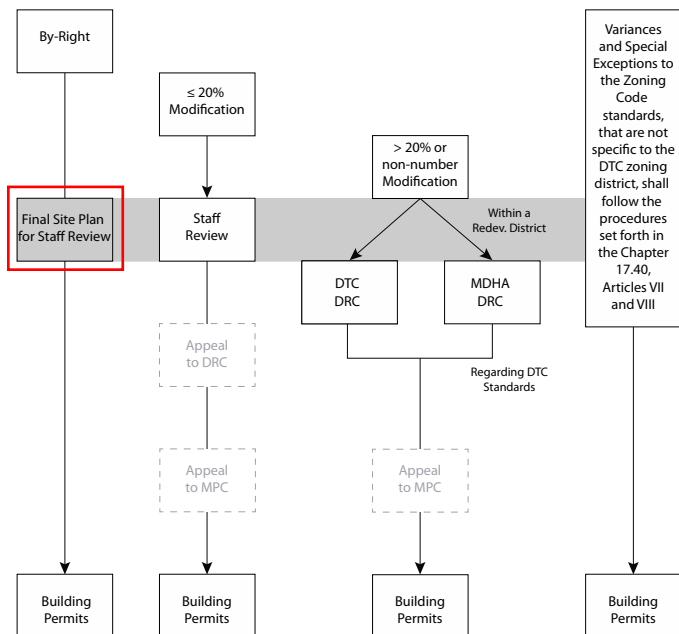 By-Right
≤ 20%
Modification
> 20% or
non-number
Modification
Variances
and Special
Exceptions to
the Zoning
Code
standards,
that are not
specific to the
DTC zoning
district, shall
follow the
procedures
set forth in
the Chapter
17.40,
Articles VII
and VIII
Final Site Plan
for Staff Review
Staff
Review
Within a
Redev. District
DTC
DRC
MDHA
DRC
Appeal
to DRC
Regarding DTC
Standards
Appeal
to MPC
Appeal
to MPC
Building
Permits
Building
Permits
Building
Permits
Building
Permits